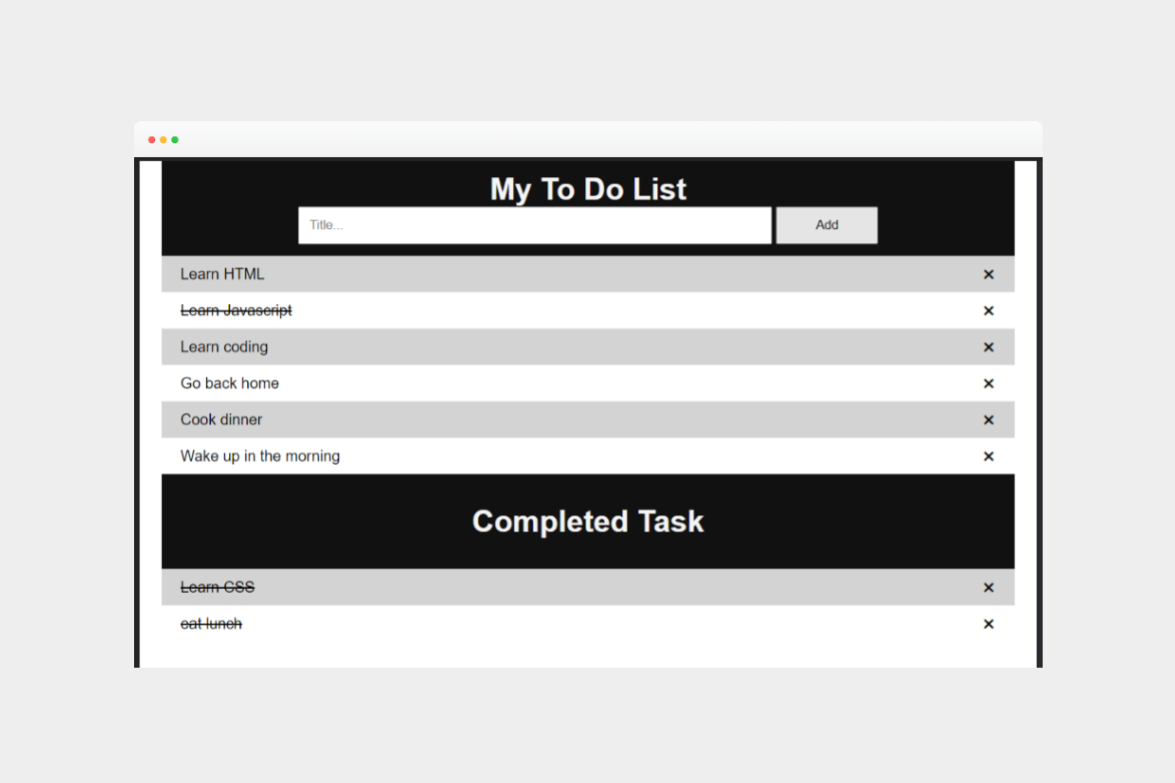 My To Do List
Title...
Add
Learn HTML
Learn Javascript
Learn coding
Go back home
Cook dinner
Wake up in the morning
Completed Task
Learn CSS
eat lunch